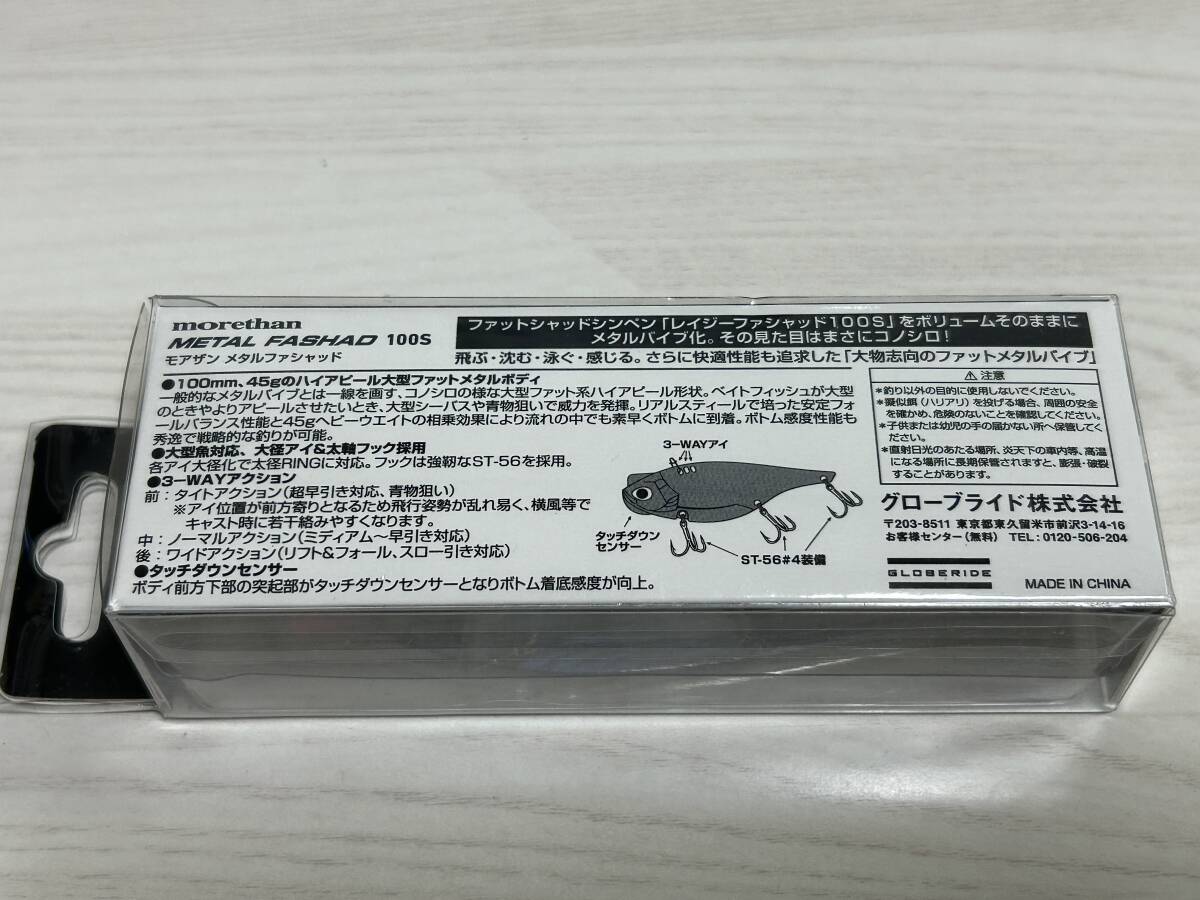 morethan
METAL FASHAD 100S
モアザン メタルファシャッド
ファットシャッドシンペン「レイジーファシャッド100S」をボリュームそのままに
メタルバイブ化。その見た目はまさにコノシロ!
飛ぶ・沈む・泳ぐ・感じる。さらに快適性能も追求した「大物志向のファットメタルバイブ」
●100mm、45gのハイアピール大型ファットメタルボディ
一般的なメタルバイブとは一線を画す、コノシロの様な大型ファット系ハイアピール形状。ベイトフィッシュが大型
のときやよりアピールさせたいとき、大型シーバスや青物狙いで威力を発揮。リアルスティールで培った安定フォ
ールバランス性能と45gヘビーウエイトの相乗効果により流れの中でも素早くボトムに到着。ボトム感度性能も
秀逸で戦略的な釣りが可能。
●大型魚対応、大径アイ&太軸フック採用
各アイ大径化で太径RINGに対応。フックは強靭なST-56を採用。
●3-WAYアクション
前:タイトアクション(超早引き対応、青物狙い)
※アイ位置が前方寄りとなるため飛行姿勢が乱れ易く、横風等で
キャスト時に若干絡みやすくなります。
中:ノーマルアクション(ミディアム〜早引き対応)
後:ワイドアクション(リフト&フォール、スロー引き対応)
●タッチダウンセンサー
ボディ前方下部の突起部がタッチダウンセンサーとなりボトム着底感度が向上。
3-WAYアイ
タッチダウン
センサー
ST-56#4装備
⚠注意
*釣り以外の目的に使用しないでください。
*擬似餌(ハリアリ)を投げる場合、周囲の安全
を確かめ、危険のないことを確認してください。
*子供または幼児の手の届かない所へ保管してく
ださい。
*直射日光のあたる場所、炎天下の車内等、高温
になる場所に長期保管されますと、膨張・破裂
することがあります。
グローブライド株式会社
〒203-8511 東京都東久留米市前沢3-14-16
お客様センター(無料) TEL:0120-506-204
GLOBERIDE
MADE IN CHINA